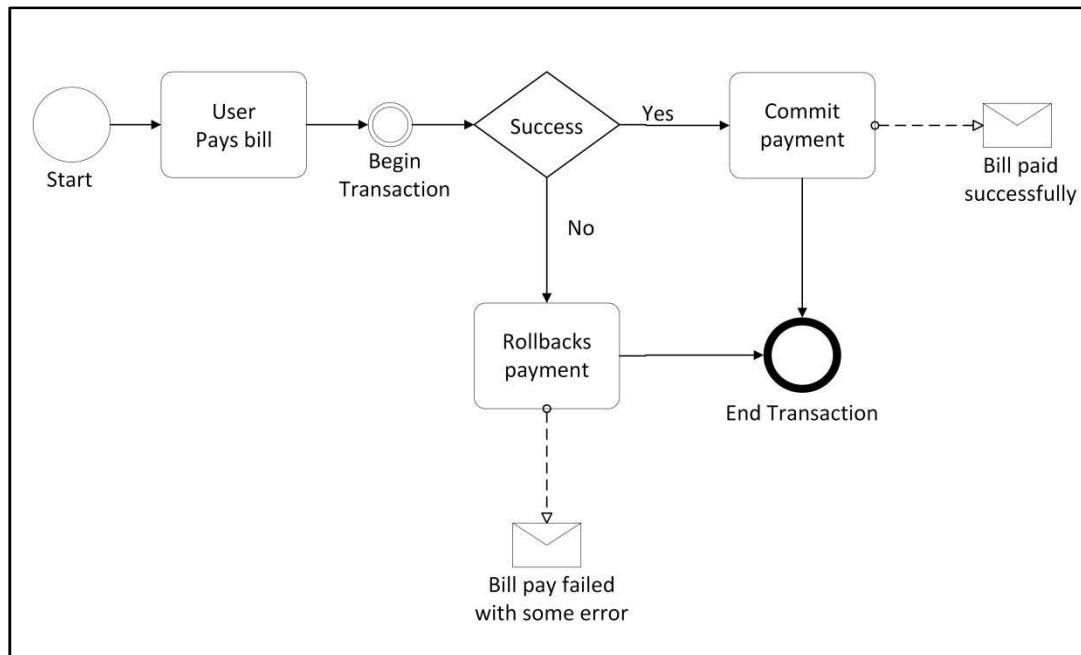 User
Pays bill
Start
Begin
Transaction
Success
Yes
Commit
payment
Bill paid
successfully
No
Rollbacks
payment
End Transaction
Bill pay failed
with some error